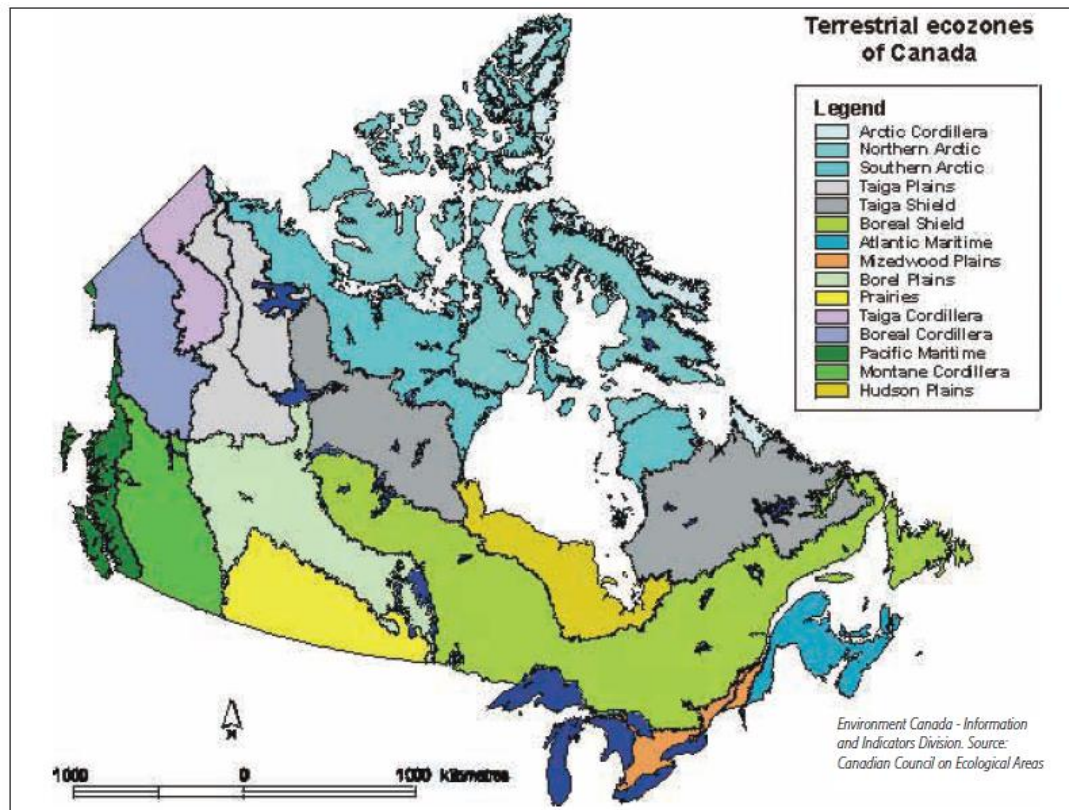 Terrestrial ecozones
of Canada
Legend
Arctic Cordillera
Northern Arctic
Southern Arctic
Taiga Plains
Taiga Shield
Boreal Shield
Atlantic Maritime
Mizedwood Plains
Borel Plains
Prairies
Taiga Cordillera
Boreal Cordillera
Pacific Maritime
Montane Cordillera
Hudson Plains
N
1000 0 1000 kilometres
Environment Canada - Information
and Indicators Division. Source:
Canadian Council on Ecological Areas